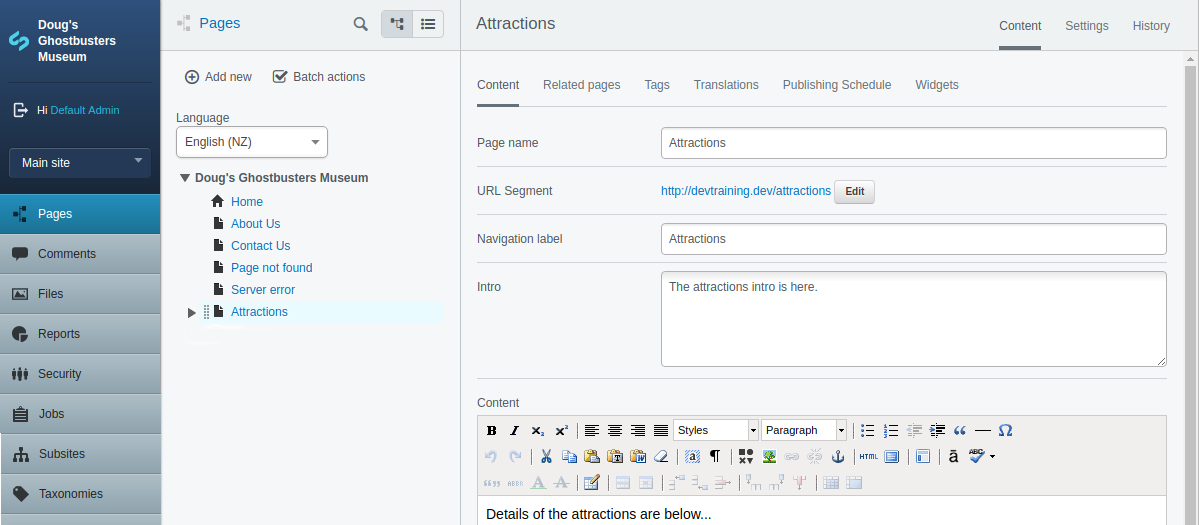 Doug's
Ghostbusters
Museum
Hi Default Admin
Main site
Pages
Comments
Files
Reports
Security
Jobs
Subsites
Taxonomies
Pages
Add new
Batch actions
Language
English (NZ)
Doug's Ghostbusters Museum
Home
About Us
Contact Us
Page not found
Server error
Attractions
Attractions
Content Settings History
Content Related pages Tags Translations Publishing Schedule Widgets
Page name Attractions
URL Segment http://devtraining.dev/attractions Edit
Navigation label Attractions
Intro The attractions intro is here.
Content
B I x₂ x² Styles Paragraph Ω
T W a ¶ HTML á ABC
ABBR A A
Details of the attractions are below...